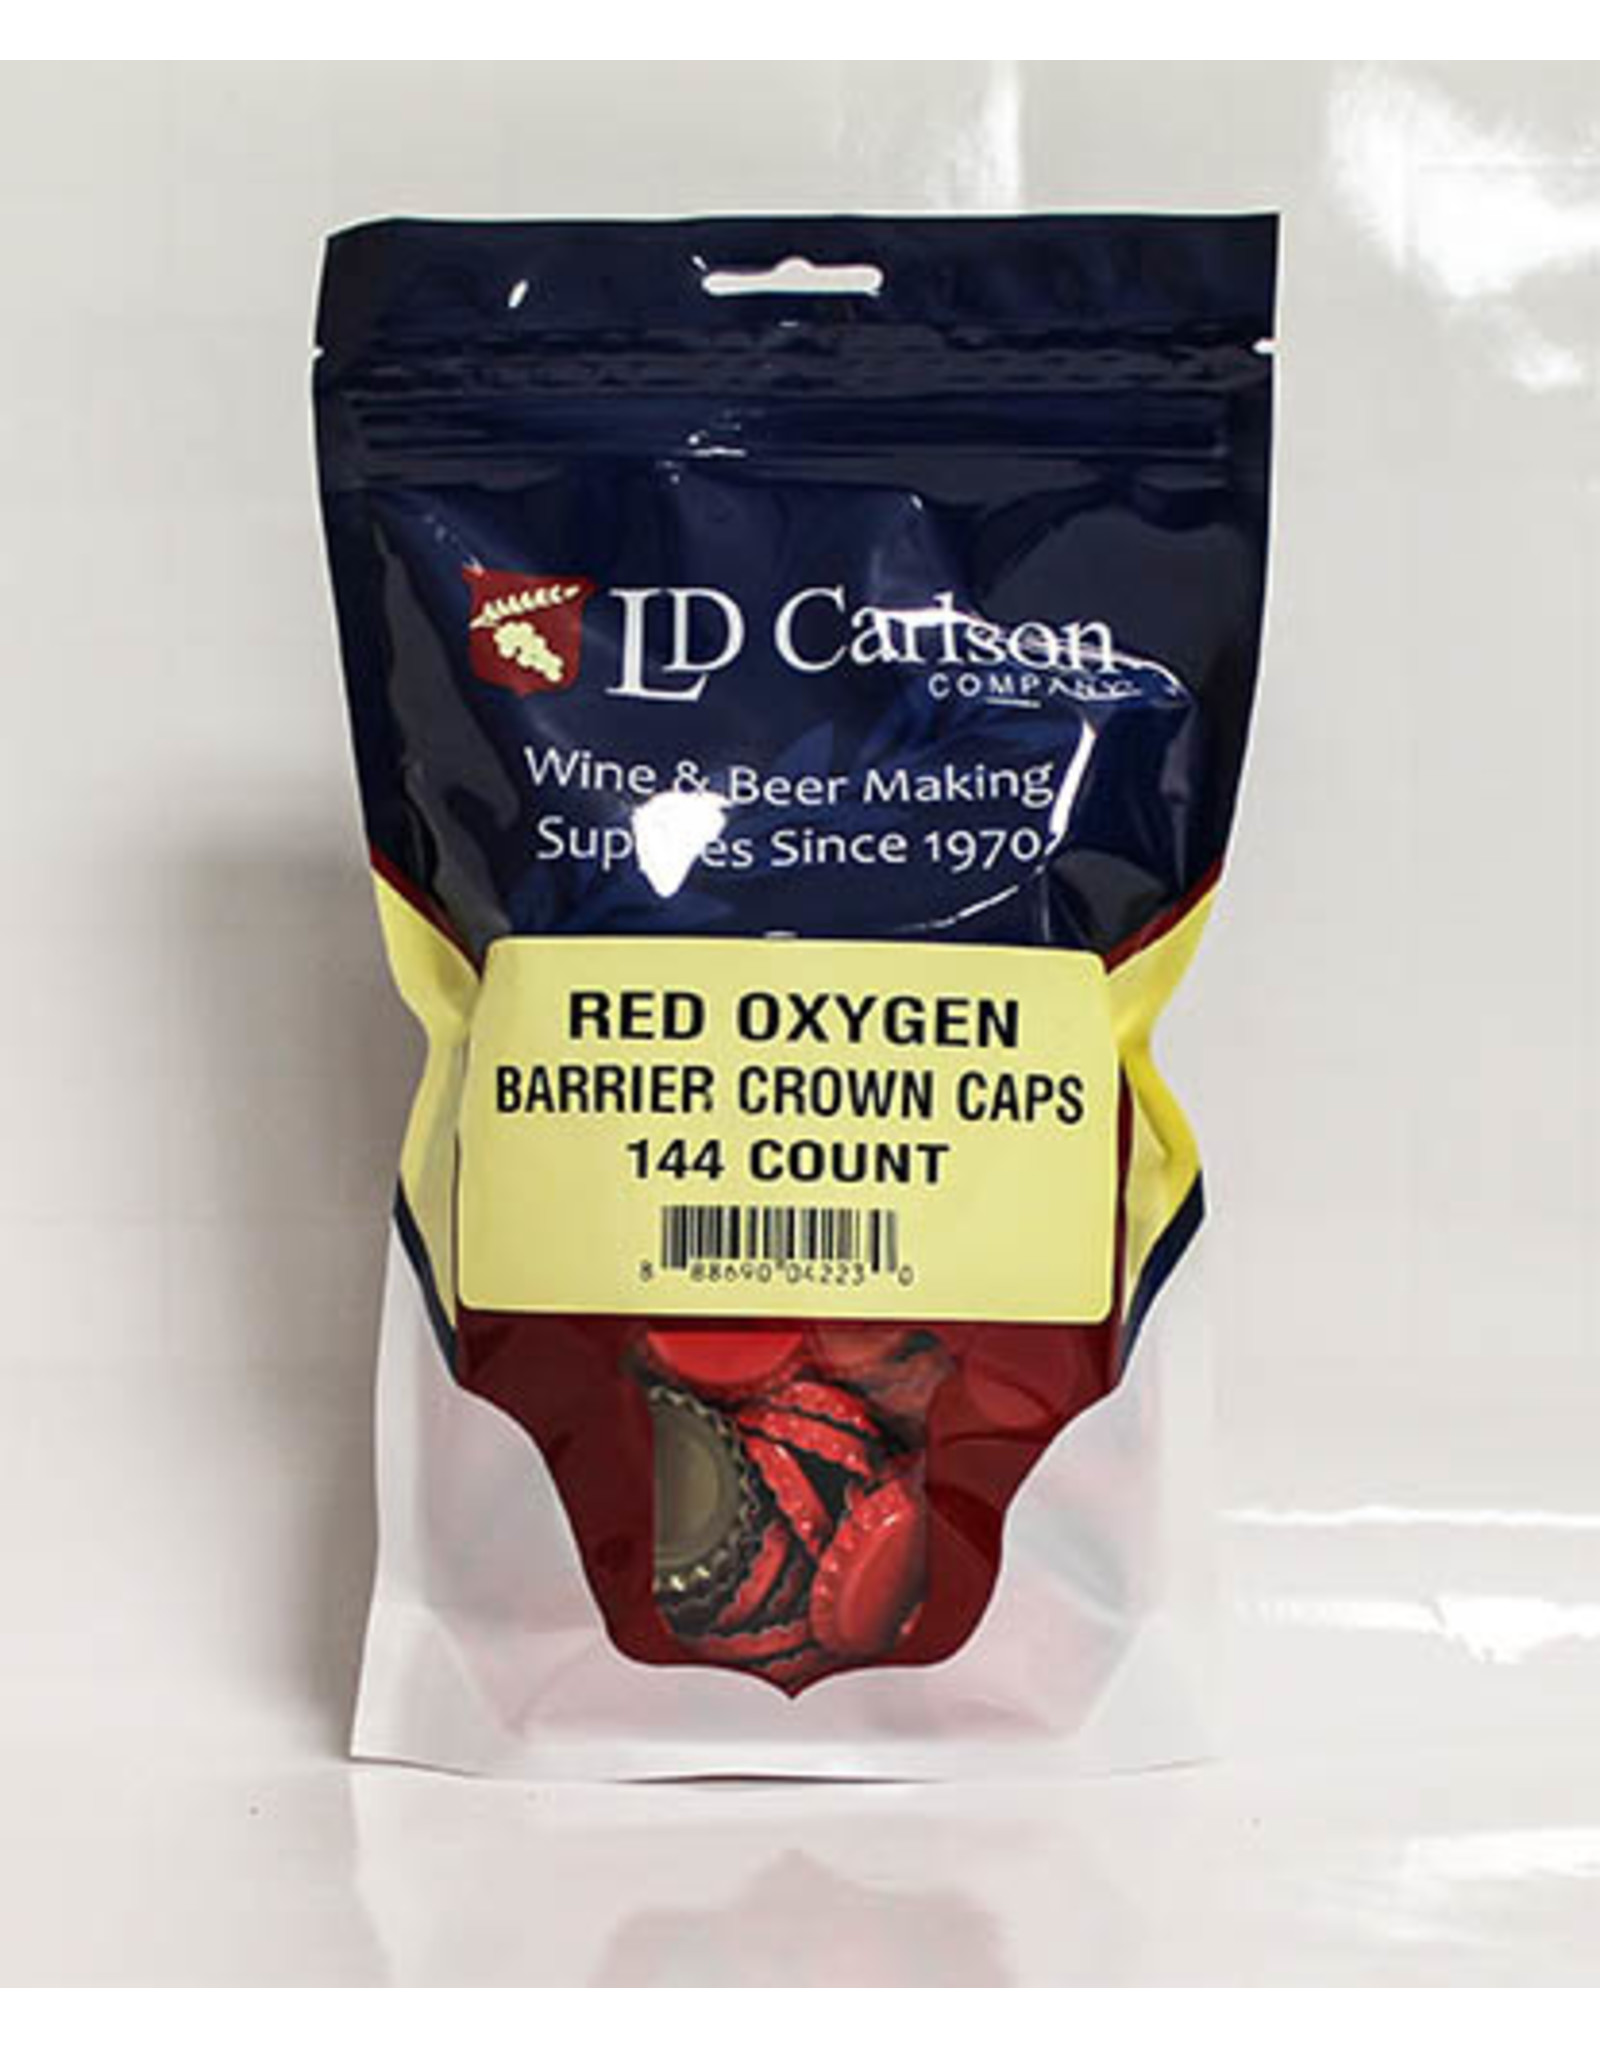 LD Carlson
COMPANY
Wine & Beer Making
Supplies Since 1970
RED OXYGEN
BARRIER CROWN CAPS
144 COUNT
8 88690 04223 0